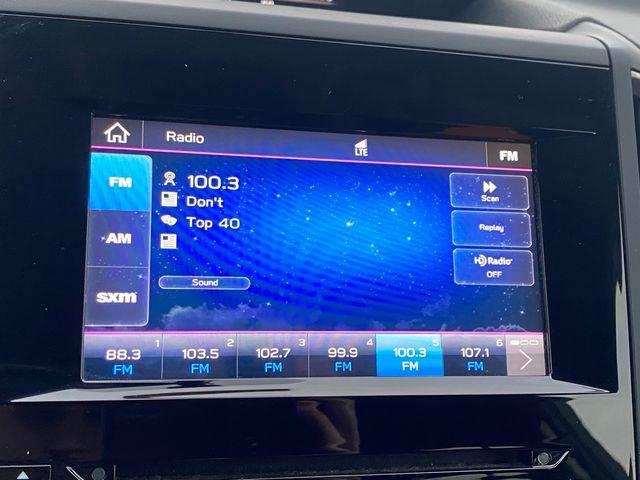 Radio
LTE
FM
FM
100.3
Scan
Don't
AM
Top 40
Replay
HD Radio
OFF
sxm
Sound
1 2 3 4 5 6
88.3 103.5 102.7 99.9 100.3 107.1
FM FM FM FM FM FM